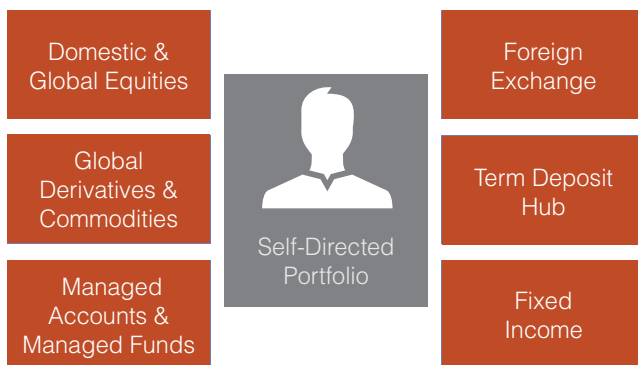 Domestic &
Global Equities
Global
Derivatives &
Commodities
Managed
Accounts &
Managed Funds
Self-Directed
Portfolio
Foreign
Exchange
Term Deposit
Hub
Fixed
Income